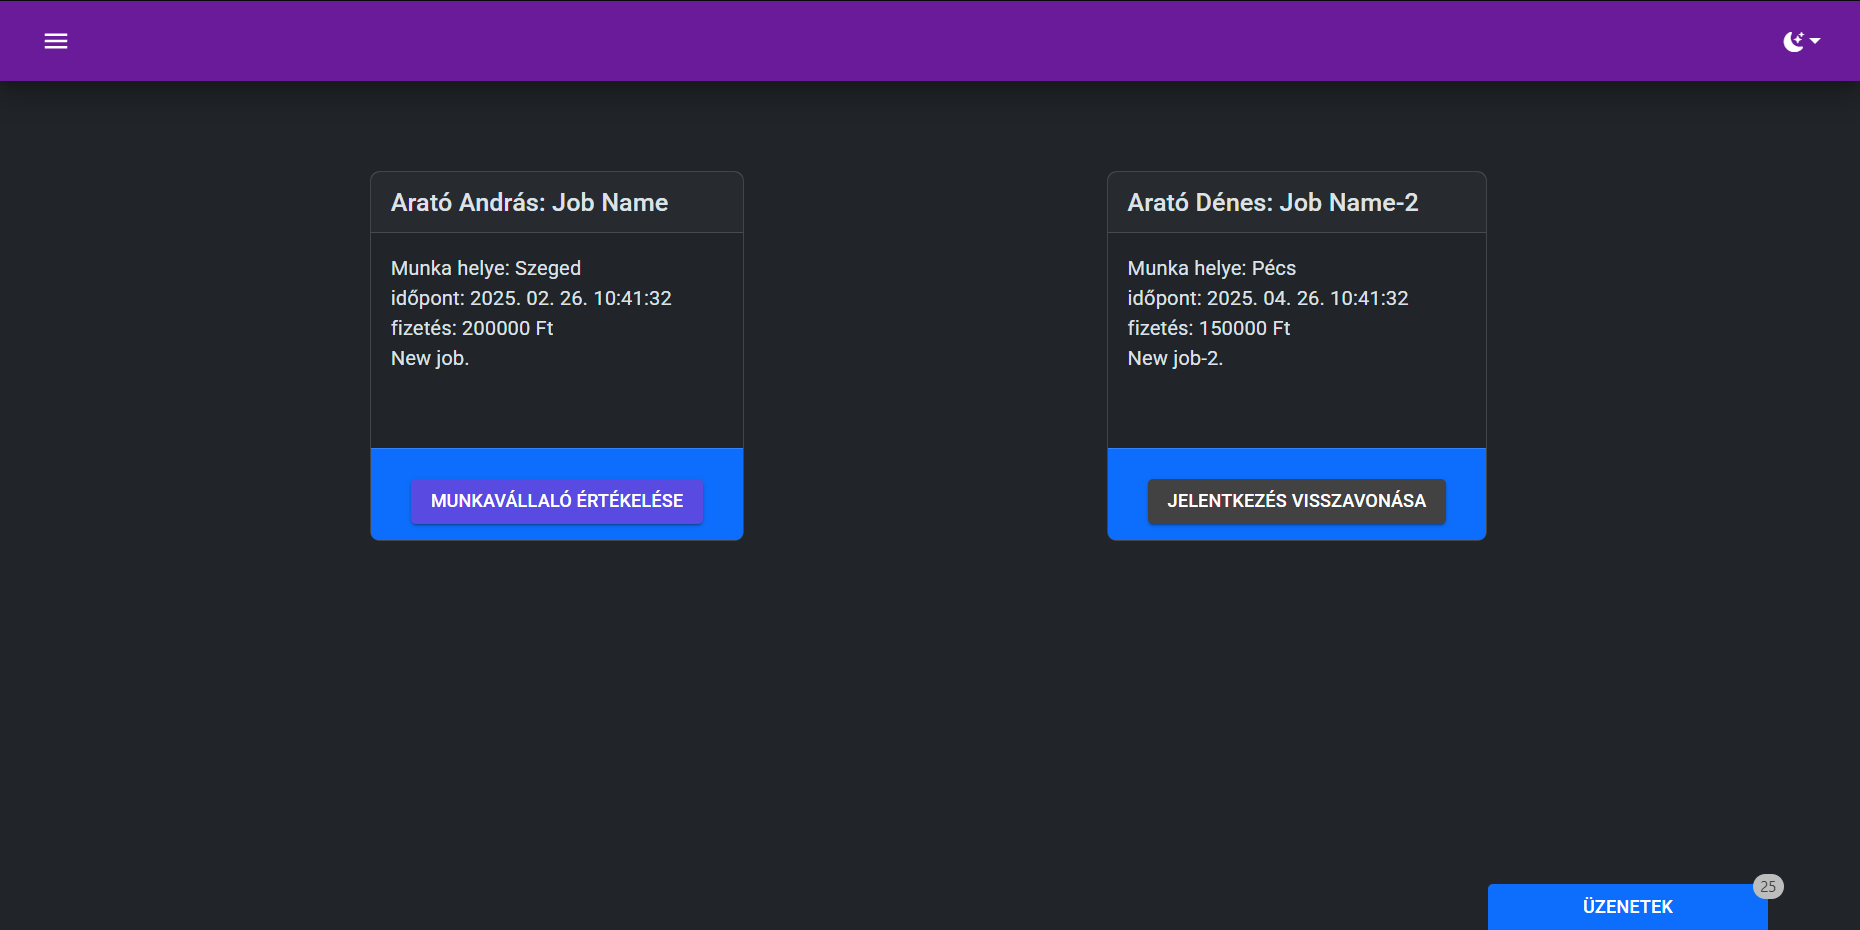 Arató András: Job Name
Munka helye: Szeged
időpont: 2025. 02. 26. 10:41:32
fizetés: 200000 Ft
New job.
MUNKAVÁLLALÓ ÉRTÉKELÉSE
Arató Dénes: Job Name-2
Munka helye: Pécs
időpont: 2025. 04. 26. 10:41:32
fizetés: 150000 Ft
New job-2.
JELENTKEZÉS VISSZAVONÁSA
25
ÜZENETEK